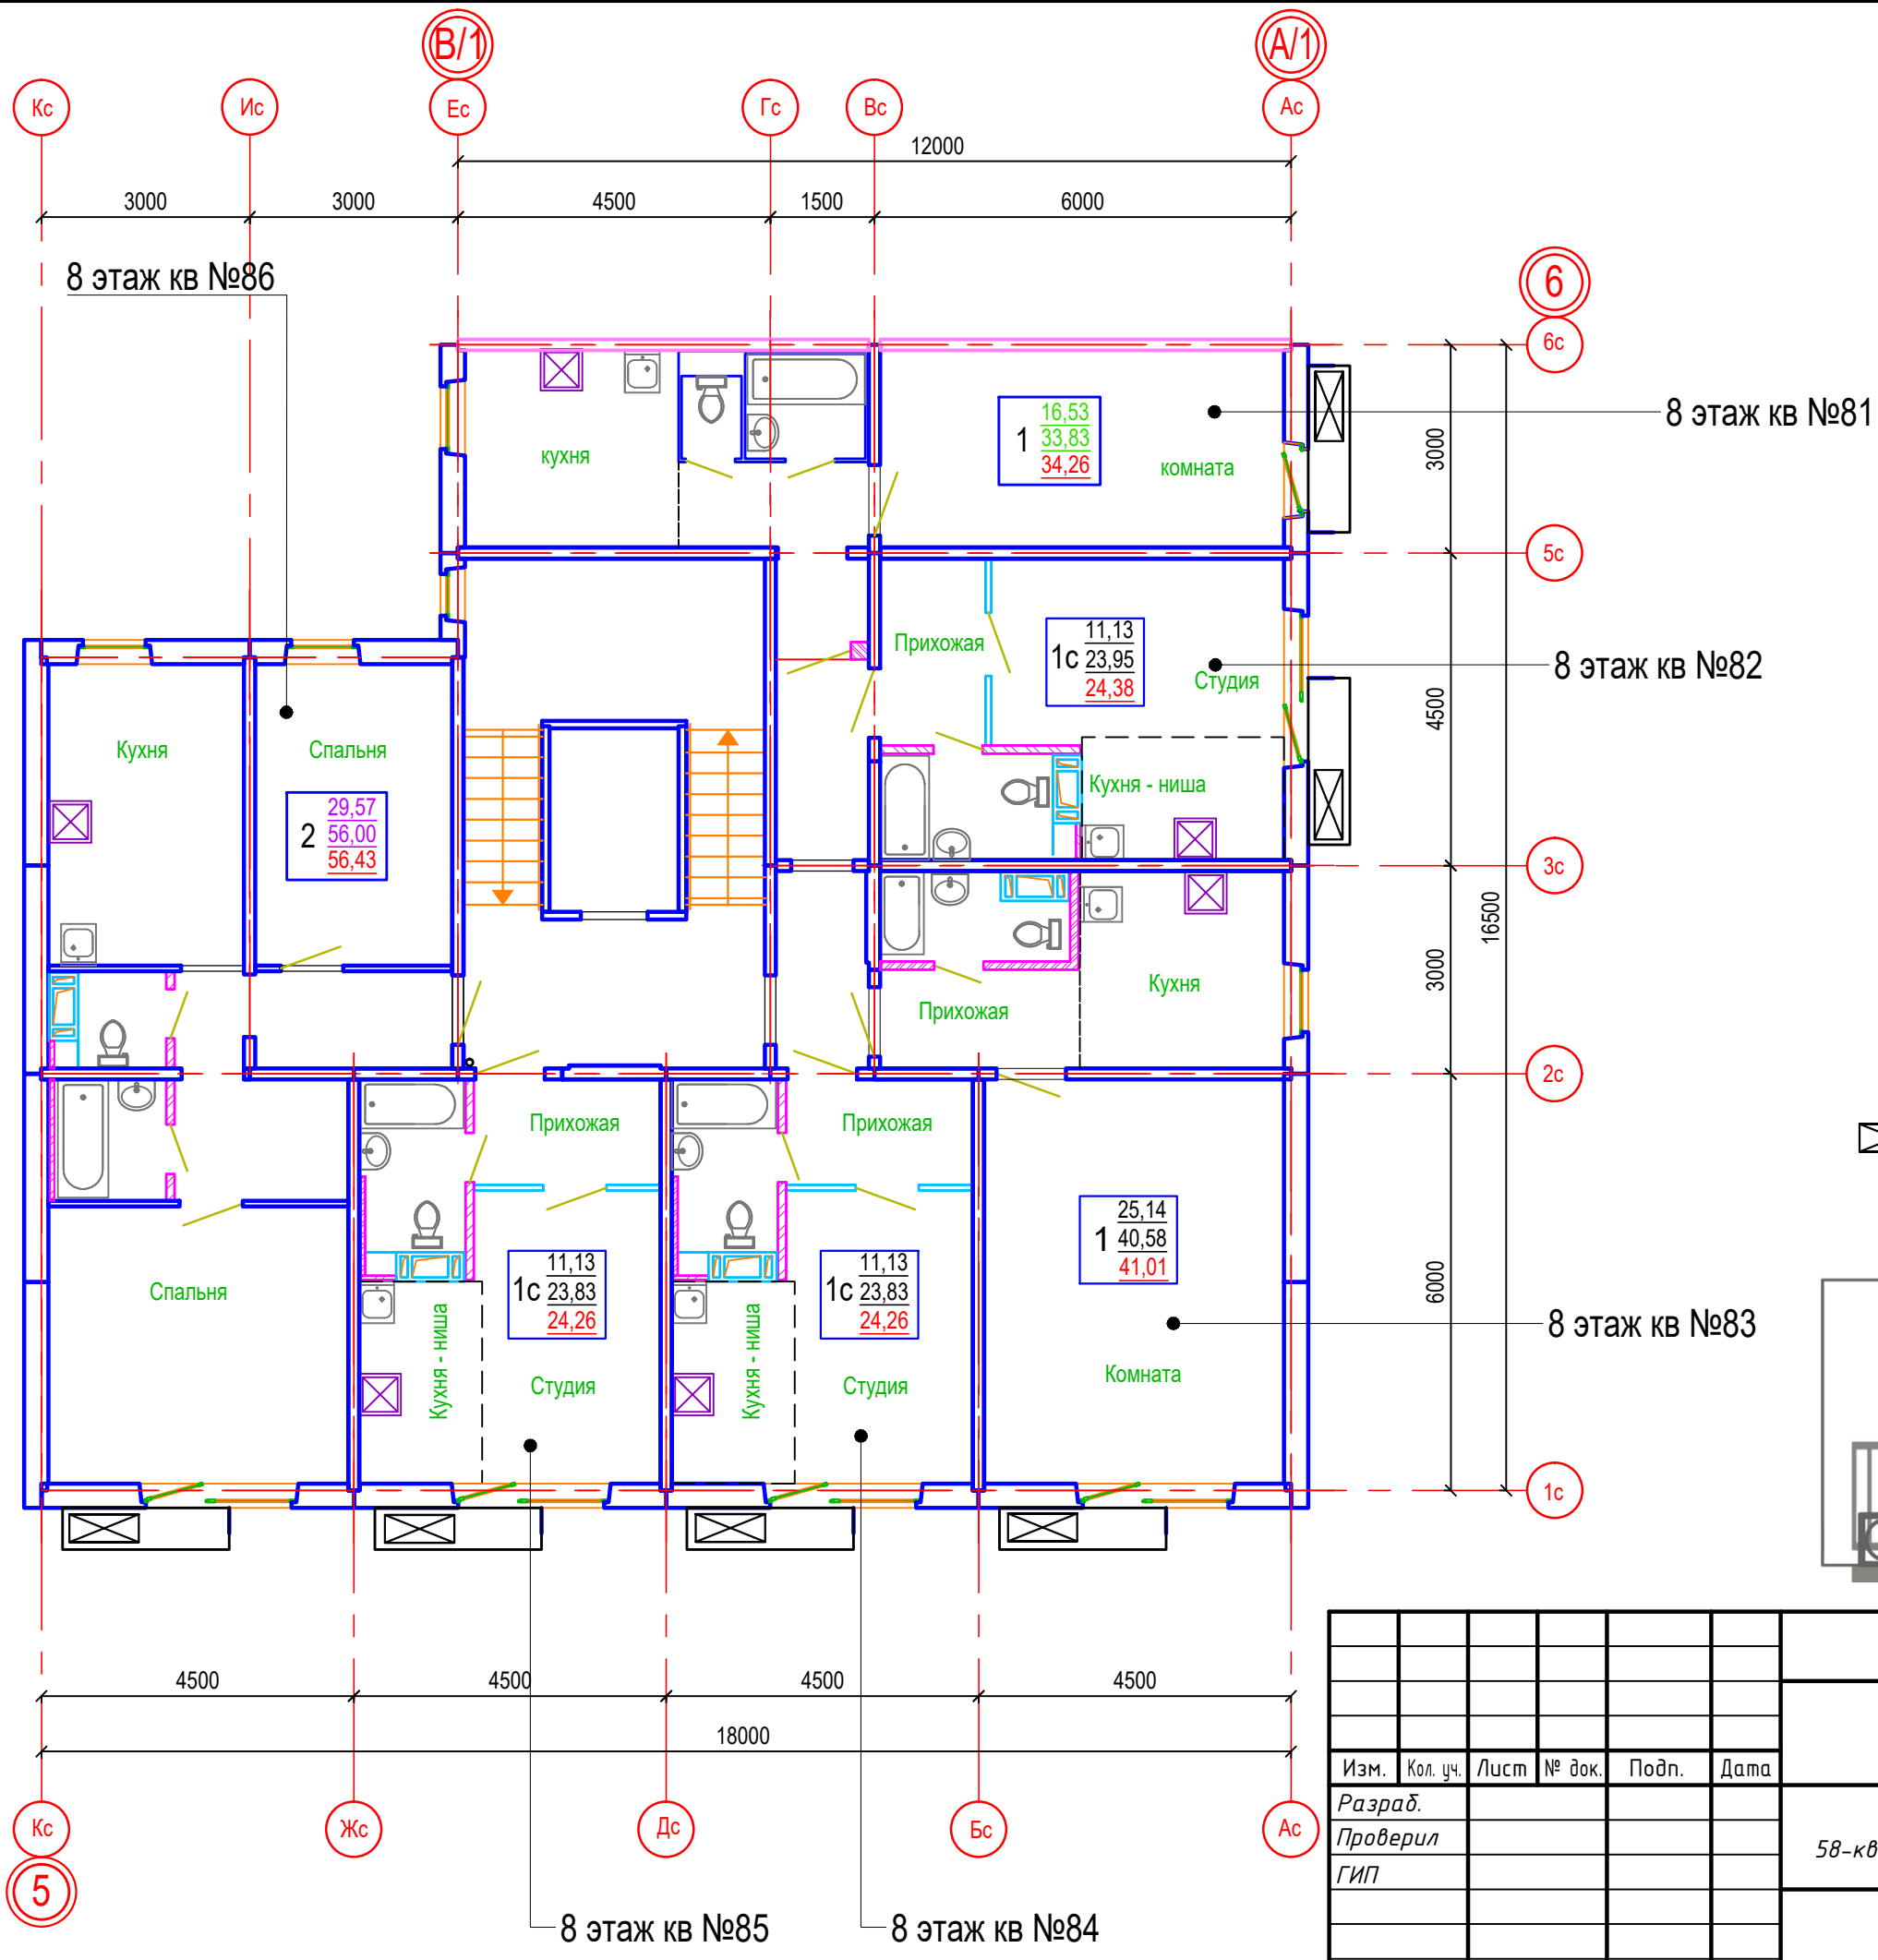 В/1
А/1
Кс
Ис
Ес
Гс
Вс
Ас
12000
3000
3000
4500
1500
6000
8 этаж кв №86
6
6с
16,53
1
33,83
34,26
кухня
комната
8 этаж кв №81
3000
5с
Прихожая
11,13
1с
23,95
24,38
Студия
8 этаж кв №82
4500
Кухня
Спальня
Кухня - ниша
29,57
2
56,00
56,43
3с
16500
3000
Кухня
Прихожая
2с
Прихожая
Прихожая
25,14
1
40,58
41,01
11,13
1с
23,83
24,26
11,13
1с
23,83
24,26
Спальня
6000
8 этаж кв №83
Кухня - ниша
Студия
Кухня - ниша
Студия
Комната
1с
4500
4500
4500
4500
18000
Изм.
Кол. уч.
Лист
№ док.
Подп.
Дата
Разраб.
Проверил
58-кв
ГИП
Кс
Жс
Дс
Бс
Ас
5
8 этаж кв №85
8 этаж кв №84